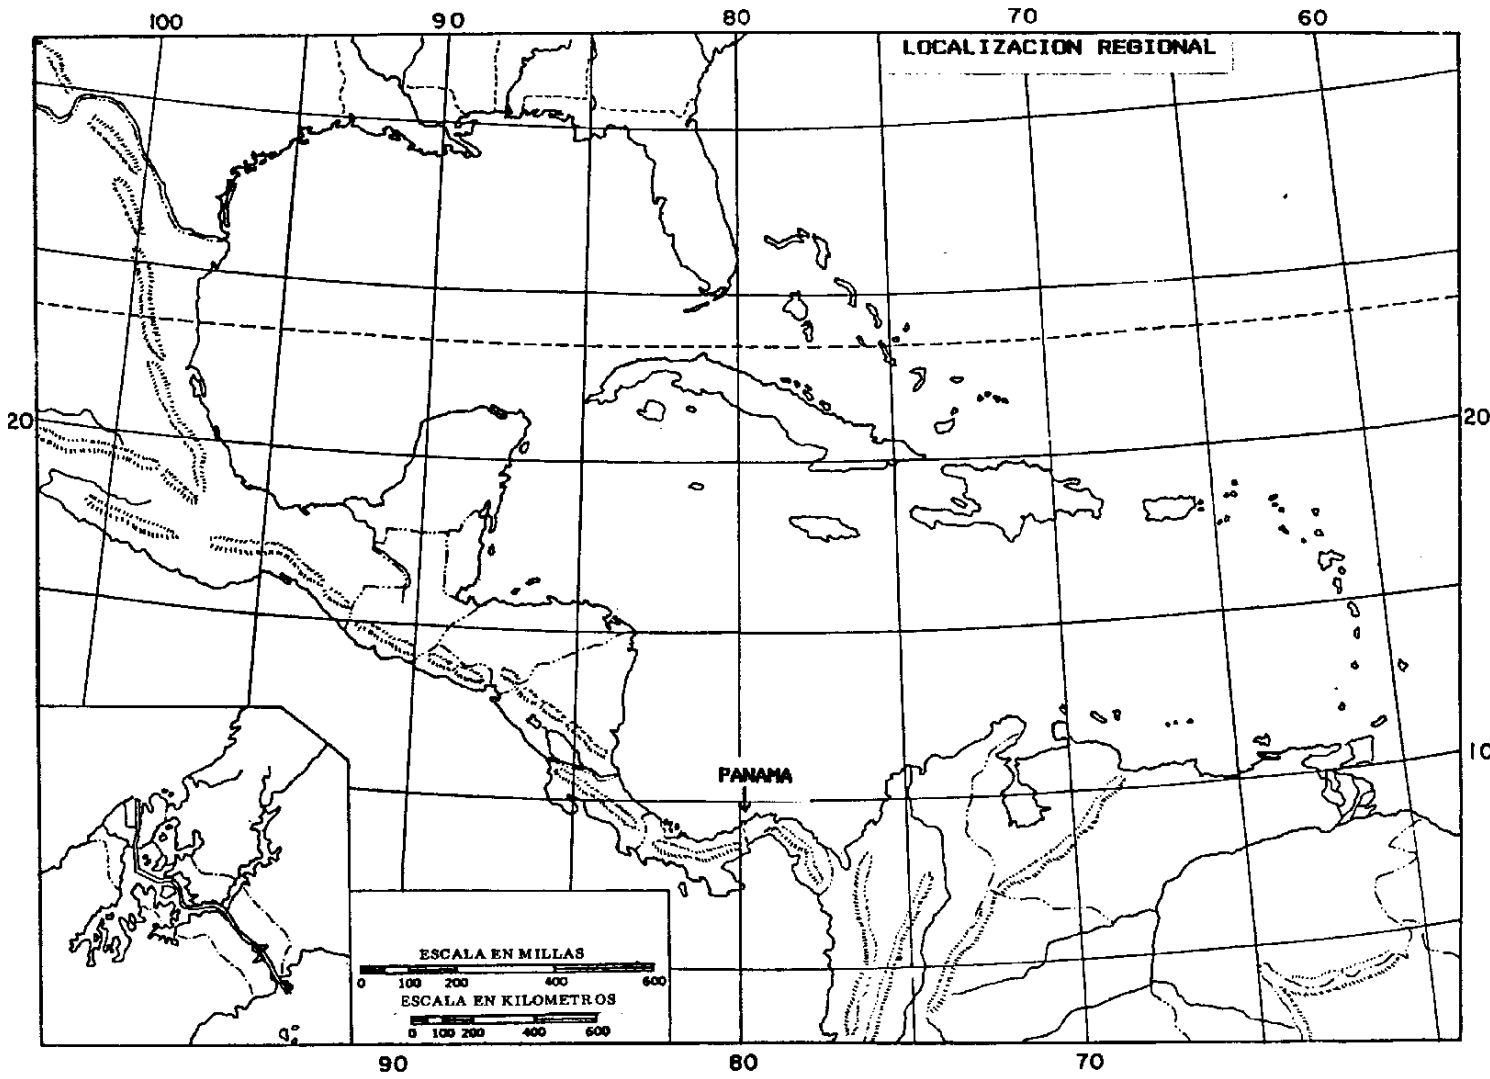 100 90 80 70 60
LOCALIZACION REGIONAL
20 20
10
PANAMA
ESCALA EN MILLAS
0 100 200 400 600
ESCALA EN KILOMETROS
0 100 200 400 600
90 80 70